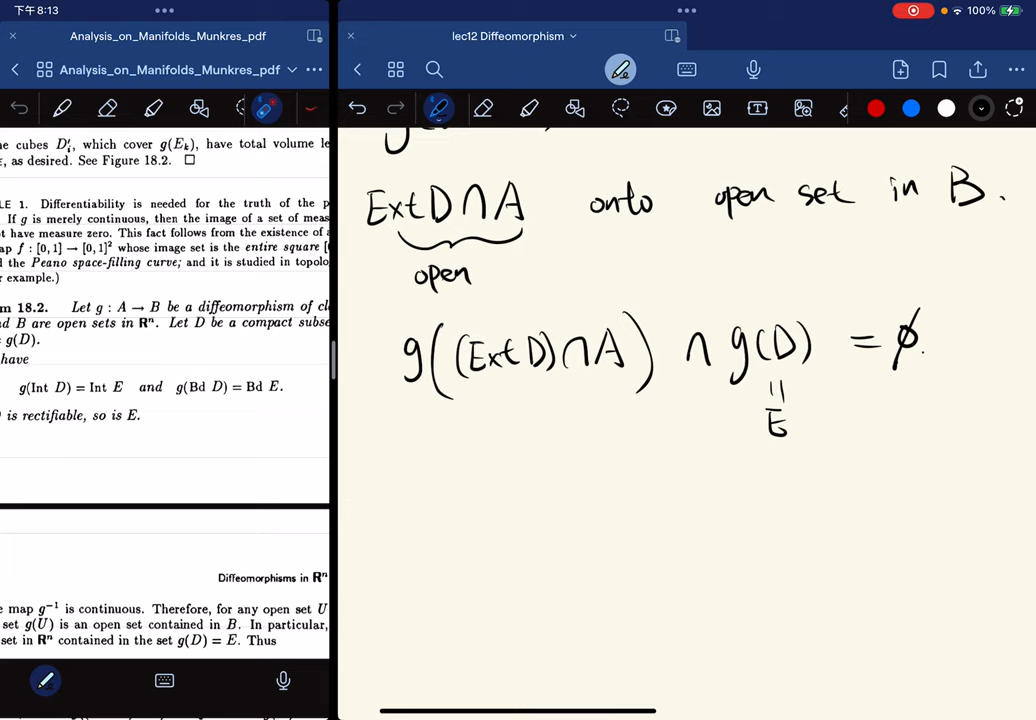 下午8:13
100%
Analysis_on_Manifolds_Munkres_pdf
Analysis_on_Manifolds_Munkres_pdf
e cubes D′i, which cover g(Ek), have total volume le
, as desired. See Figure 18.2. □
LE 1. Differentiability is needed for the truth of the p
If g is merely continuous, then the image of a set of meas
t have measure zero. This fact follows from the existence of a
ap f : [0,1] → [0,1]² whose image set is the entire square [
d the Peano space-filling curve; and it is studied in topolo
r example.)
m 18.2. Let g : A → B be a diffeomorphism of cl
nd B are open sets in Rⁿ. Let D be a compact subse
g(D).
have
g(Int D) = Int E and g(Bd D) = Bd E.
is rectifiable, so is E.
Diffeomorphisms in Rⁿ
e map g⁻¹ is continuous. Therefore, for any open set U
set g(U) is an open set contained in B. In particular,
set in Rⁿ contained in the set g(D) = E. Thus
lec12 Diffeomorphism
Ext D ∩ A onto open set in B.
open
g((Ext D) ∩ A) ∩ g(D) = ∅.
||
E